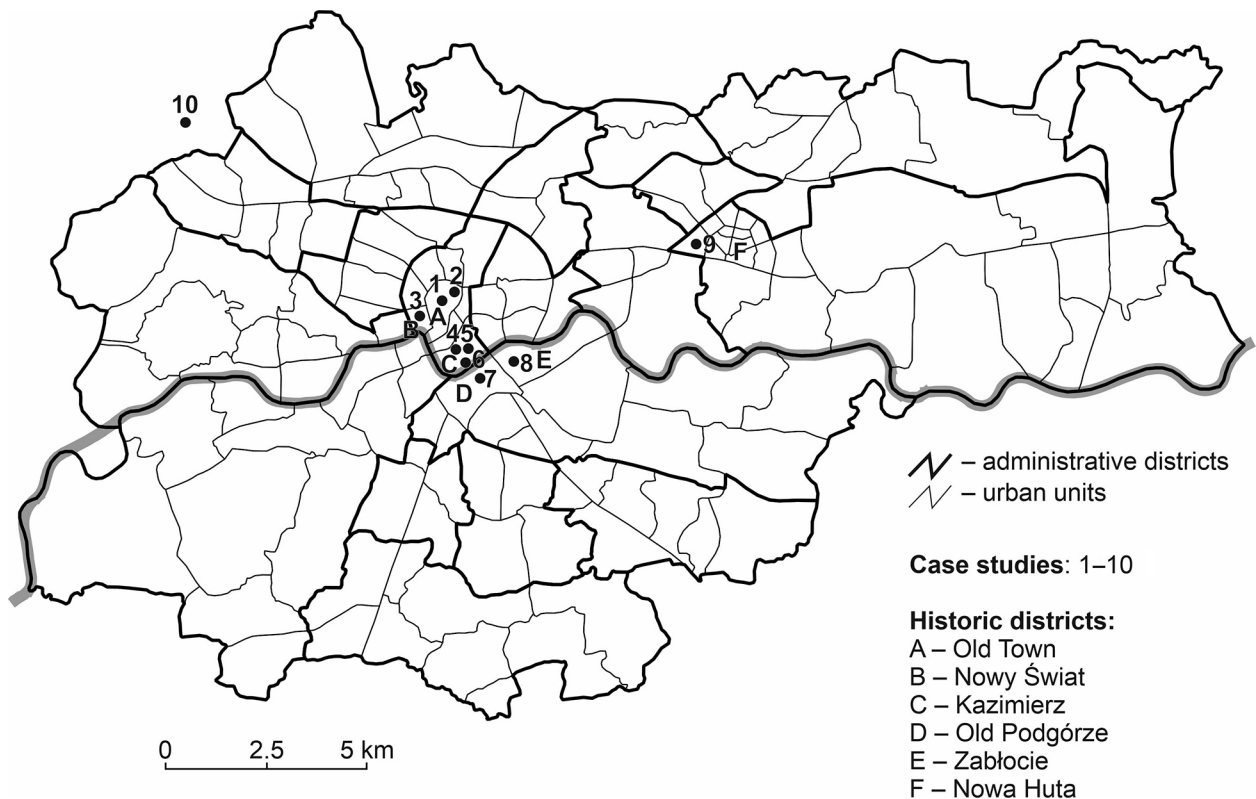 10
9
F
1
2
3
A
B
4
5
6
C
8
E
7
D
– administrative districts
– urban units
Case studies: 1–10
Historic districts:
A – Old Town
B – Nowy Świat
C – Kazimierz
D – Old Podgórze
E – Zabłocie
F – Nowa Huta
0 2.5 5 km